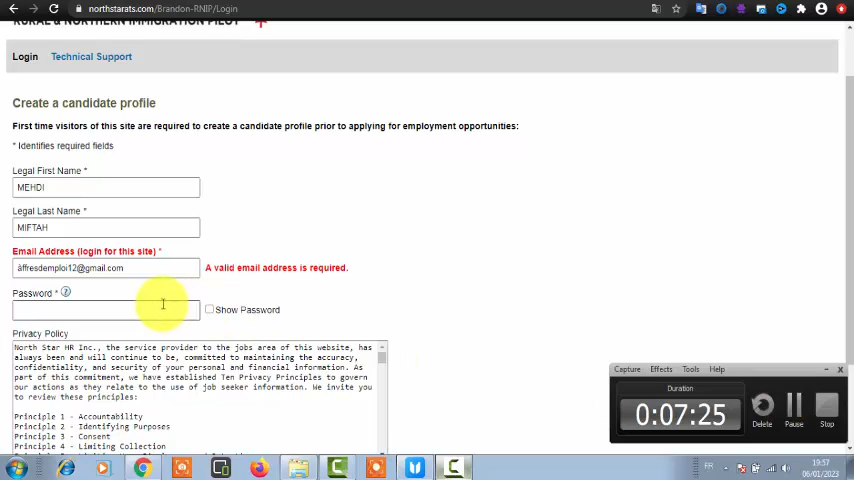 northstarats.com/Brandon-RNIP/Login
RURAL & NORTHERN IMMIGRATION PILOT
Login Technical Support
Create a candidate profile
First time visitors of this site are required to create a candidate profile prior to applying for employment opportunities:
* Identifies required fields
Legal First Name *
MEHDI
Legal Last Name *
MIFTAH
Email Address (login for this site) *
âffresdemploi12@gmail.com A valid email address is required.
Password * ?
Show Password
Privacy Policy
North Star HR Inc., the service provider to the jobs area of this website, has
always been and will continue to be, committed to maintaining the accuracy,
confidentiality, and security of your personal and financial information. As
part of this commitment, we have established Ten Privacy Principles to govern
our actions as they relate to the use of job seeker information. We invite you
to review these principles:
Principle 1 - Accountability
Principle 2 - Identifying Purposes
Principle 3 - Consent
Principle 4 - Limiting Collection
Capture Effects Tools Help
Duration
0:07:25
Delete Pause Stop
FR
19:57
06/01/2023